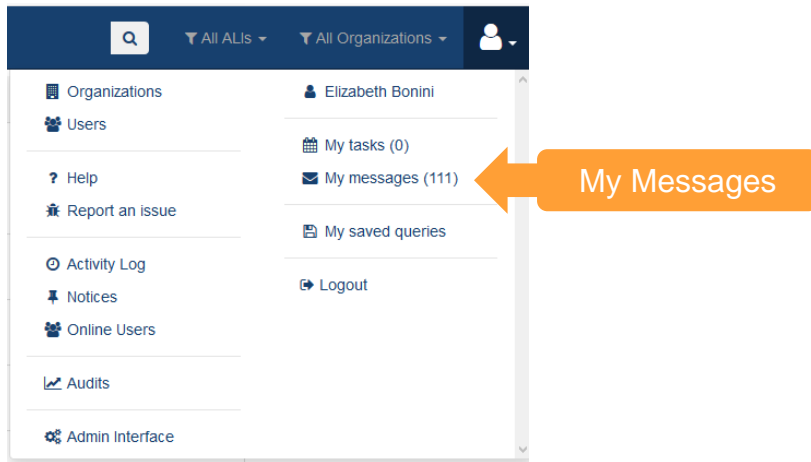 All ALIs
All Organizations
Organizations
Users
? Help
Report an issue
Activity Log
Notices
Online Users
Audits
Admin Interface
Elizabeth Bonini
My tasks (0)
My messages (111)
My saved queries
Logout
My Messages